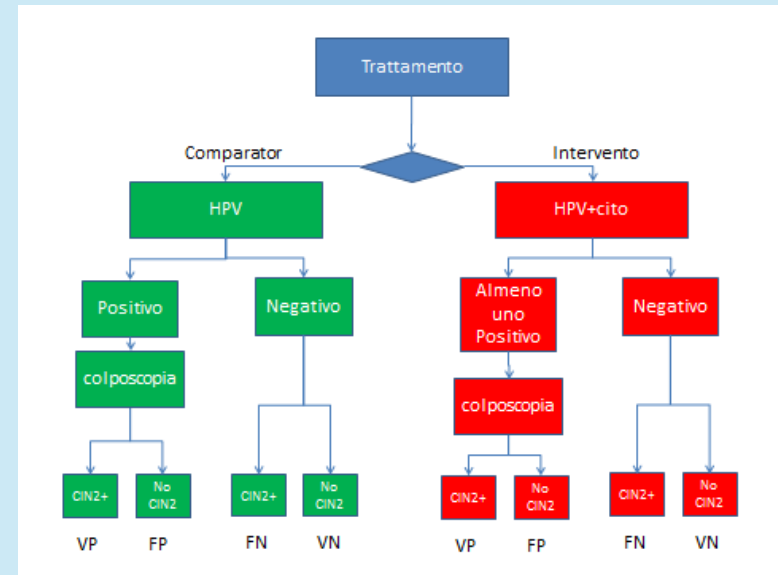 Trattamento
Comparator
Intervento
HPV
HPV+cito
Positivo
Negativo
Almeno
uno
Positivo
Negativo
colposcopia
colposcopia
CIN2+
No
CIN2
CIN2+
No
CIN2
CIN2+
No
CIN2
CIN2+
No
CIN2
VP
FP
FN
VN
VP
FP
FN
VN